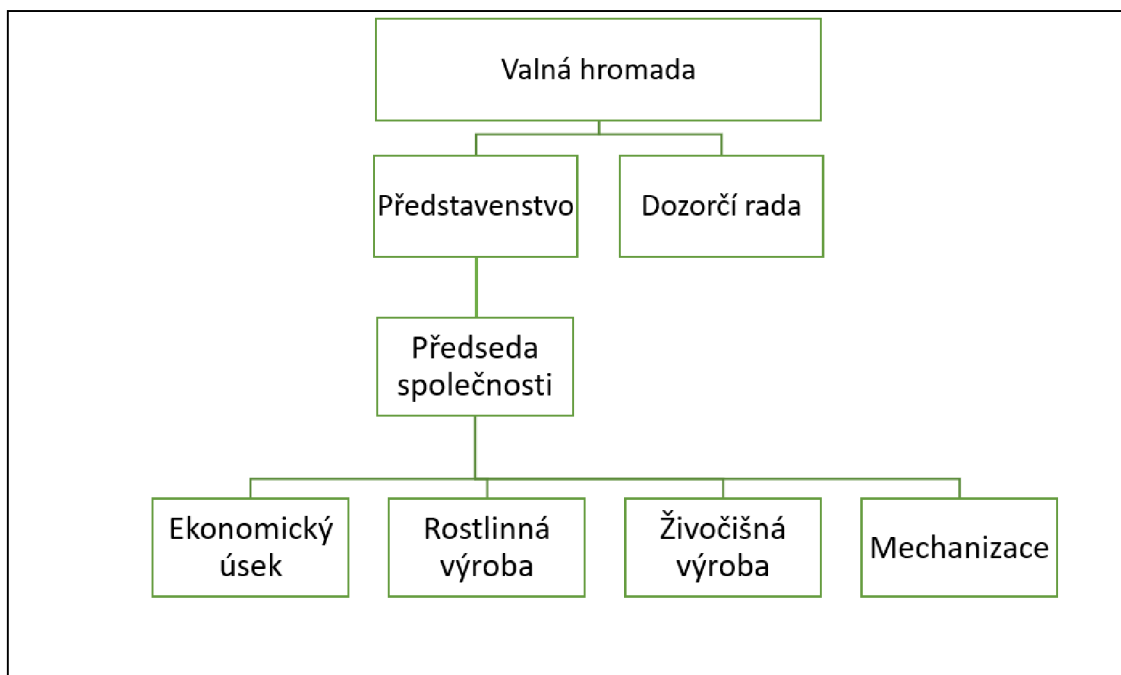 Valná hromada
Představenstvo
Dozorčí rada
Předseda
společnosti
Ekonomický
úsek
Rostlinná
výroba
Živočišná
výroba
Mechanizace